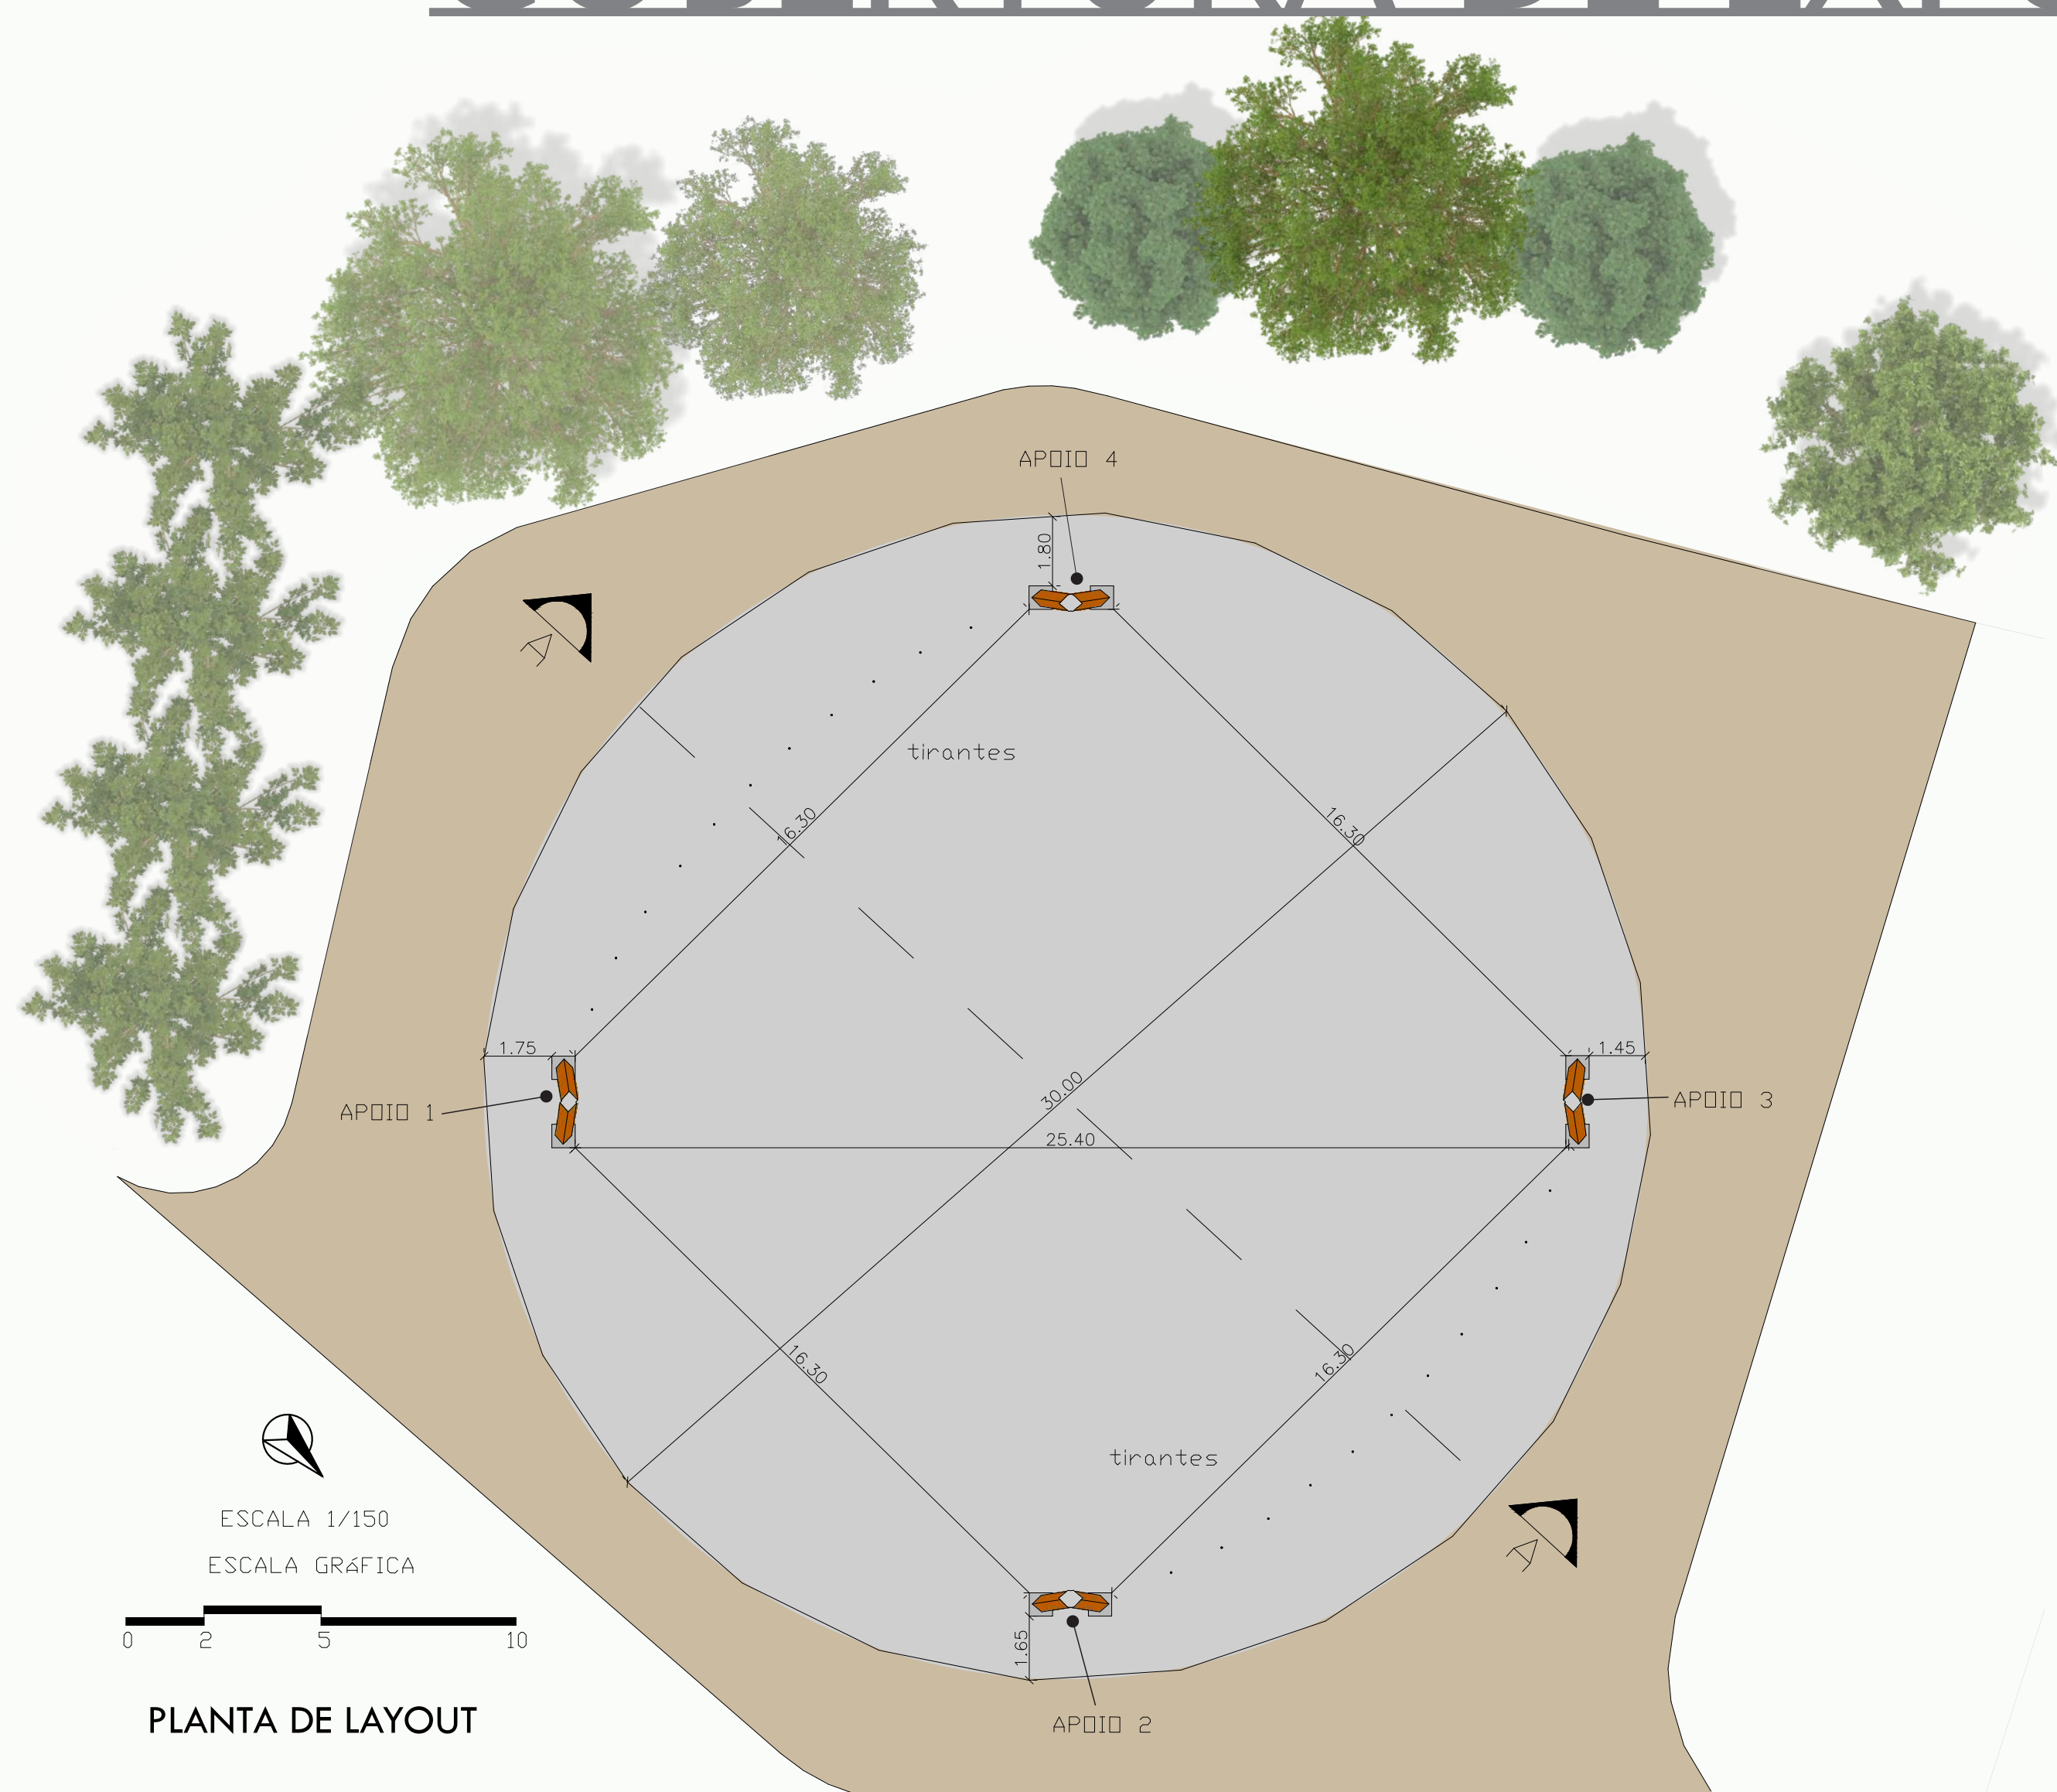 APOIO 4
1.80
tirantes
16.30
16.30
30.00
1.75
1.45
APOIO 1
APOIO 3
25.40
16.30
16.30
tirantes
A
A
1.65
APOIO 2
ESCALA 1/150
ESCALA GRáFICA
0 2 5 10
PLANTA DE LAYOUT